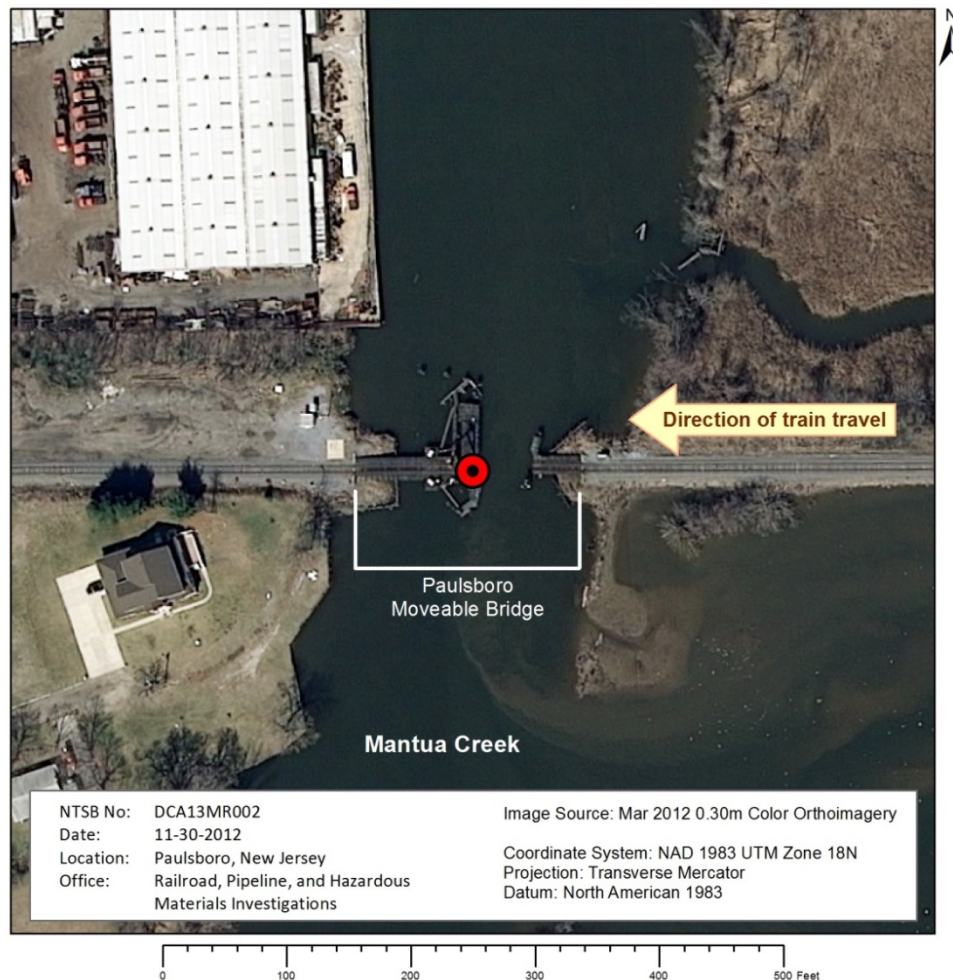 N
Direction of train travel
Paulsboro
Moveable Bridge
Mantua Creek
NTSB No: DCA13MR002
Date: 11-30-2012
Location: Paulsboro, New Jersey
Office: Railroad, Pipeline, and Hazardous
Materials Investigations
Image Source: Mar 2012 0.30m Color Orthoimagery
Coordinate System: NAD 1983 UTM Zone 18N
Projection: Transverse Mercator
Datum: North American 1983
0 100 200 300 400 500 Feet